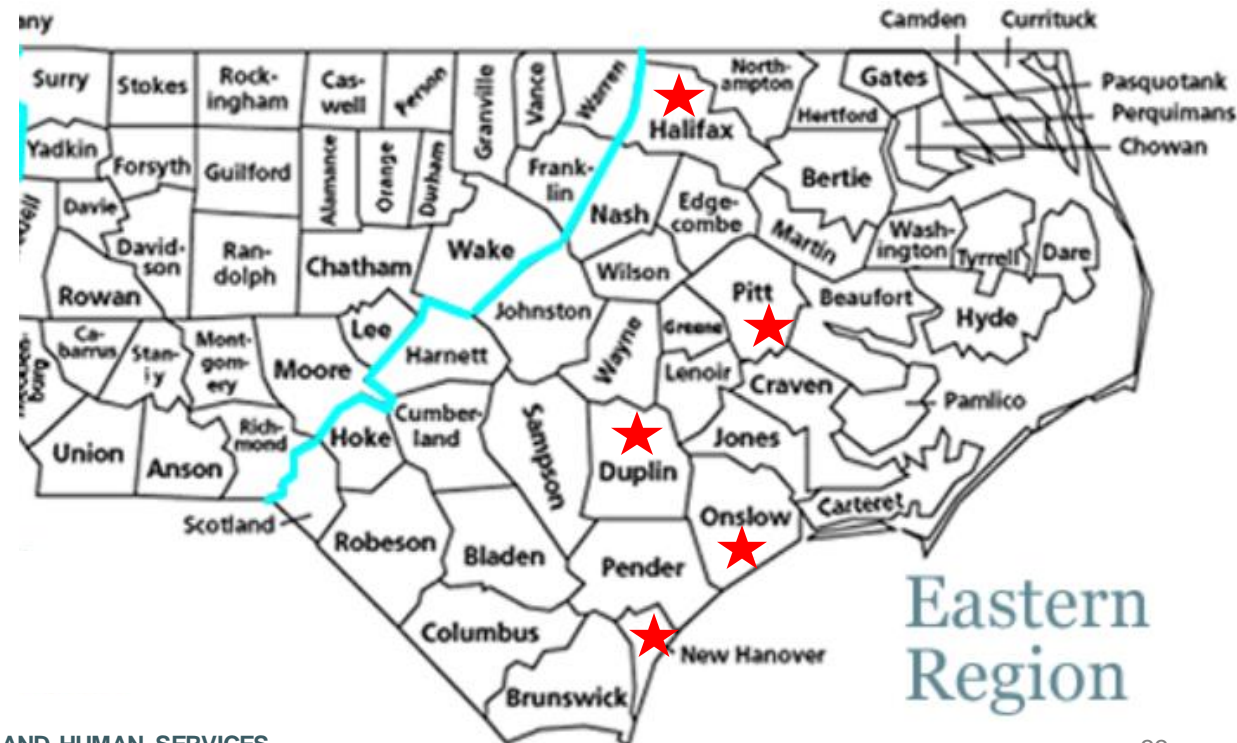 any
Camden
Currituck
Surry
Stokes
Rock-
ingham
Cas-
well
Person
Granville
Vance
Warren
North-
ampton
Gates
Pasquotank
Perquimans
Hertford
Chowan
Halifax
Yadkin
Forsyth
Guilford
Alamance
Orange
Durham
Frank-
lin
Bertie
Davie
Nash
Edge-
combe
Martin
Wash-
ington
Tyrrell
Dare
David-
son
Ran-
dolph
Chatham
Wake
Wilson
Rowan
Johnston
Pitt
Beaufort
Hyde
Ca-
barrus
Stan-
ly
Mont-
gom-
ery
Moore
Lee
Harnett
Wayne
Greene
Lenoir
Craven
Pamlico
burg
Union
Anson
Rich-
mond
Hoke
Cumber-
land
Sampson
Duplin
Jones
Carteret
Onslow
Scotland
Robeson
Bladen
Pender
Columbus
New Hanover
Brunswick
Eastern
Region
AND HUMAN SERVICES